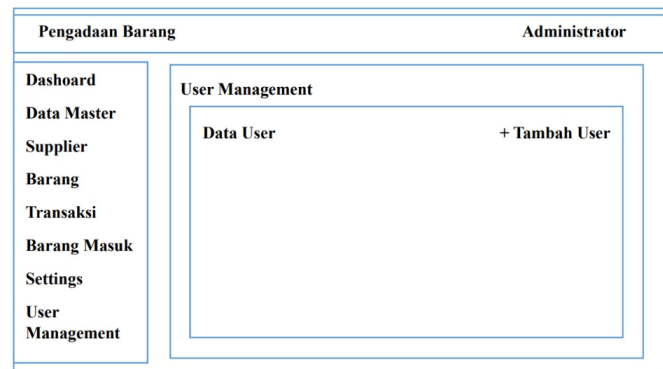 Pengadaan Barang
Administrator
Dashoard
Data Master
Supplier
Barang
Transaksi
Barang Masuk
Settings
User
Management
User Management
Data User
+ Tambah User